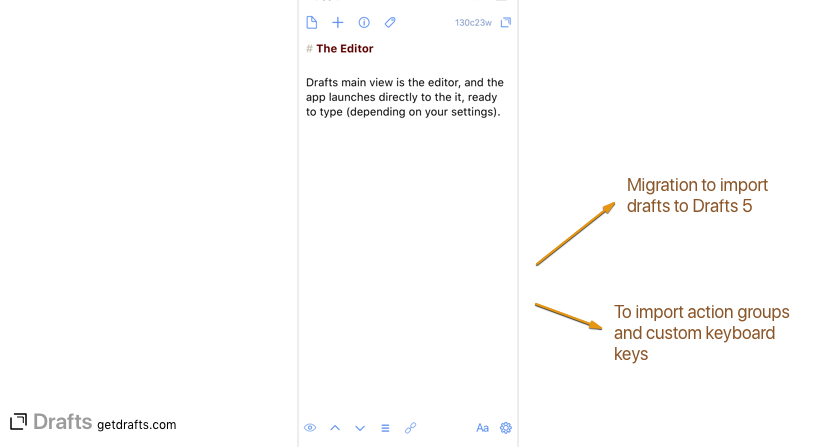 130c23w
# The Editor
Drafts main view is the editor, and the
app launches directly to the it, ready
to type (depending on your settings).
Migration to import
drafts to Drafts 5
To import action groups
and custom keyboard
keys
Aa
Drafts getdrafts.com